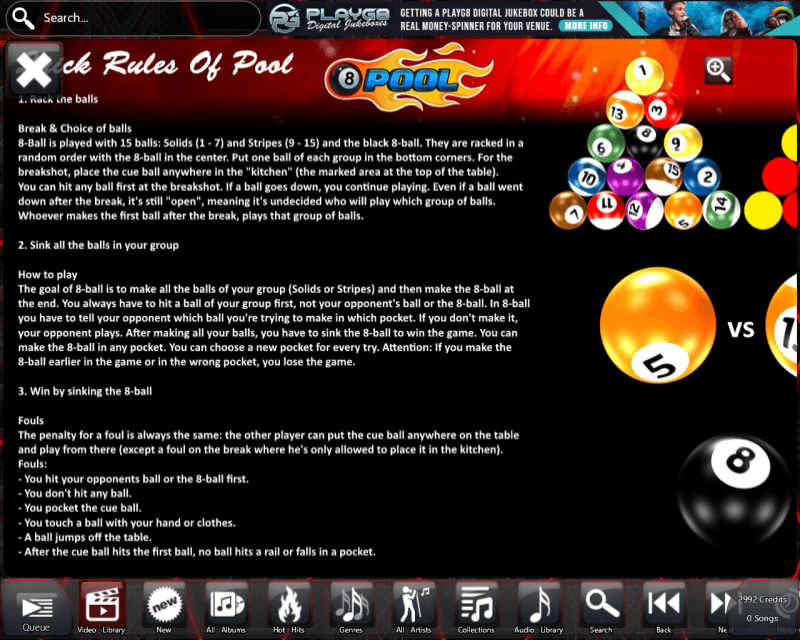 Search...
PLAYG8
Digital Jukeboxes
GETTING A PLAYG8 DIGITAL JUKEBOX COULD BE A
REAL MONEY-SPINNER FOR YOUR VENUE. MORE INFO
Rules Of Pool
8 POOL
1. Rack the balls
Break & Choice of balls
8-Ball is played with 15 balls: Solids (1 - 7) and Stripes (9 - 15) and the black 8-ball. They are racked in a
random order with the 8-ball in the center. Put one ball of each group in the bottom corners. For the
breakshot, place the cue ball anywhere in the "kitchen" (the marked area at the top of the table).
You can hit any ball first at the breakshot. If a ball goes down, you continue playing. Even if a ball went
down after the break, it's still "open", meaning it's undecided who will play which group of balls.
Whoever makes the first ball after the break, plays that group of balls.
1
13 3
6 8 9
10 4 15 2
7 11 12 5 14
2. Sink all the balls in your group
How to play
The goal of 8-ball is to make all the balls of your group (Solids or Stripes) and then make the 8-ball at
the end. You always have to hit a ball of your group first, not your opponent's ball or the 8-ball. In 8-ball
you have to tell your opponent which ball you're trying to make in which pocket. If you don't make it,
your opponent plays. After making all your balls, you have to sink the 8-ball to win the game. You can
make the 8-ball in any pocket. You can choose a new pocket for every try. Attention: If you make the
8-ball earlier in the game or in the wrong pocket, you lose the game.
5 VS
3. Win by sinking the 8-ball
Fouls
The penalty for a foul is always the same: the other player can put the cue ball anywhere on the table
and play from there (except a foul on the break where he's only allowed to place it in the kitchen).
Fouls:
- You hit your opponents ball or the 8-ball first.
- You don't hit any ball.
- You pocket the cue ball.
- You touch a ball with your hand or clothes.
- A ball jumps off the table.
- After the cue ball hits the first ball, no ball hits a rail or falls in a pocket.
8
new
Queue Video Library New All Albums Hot Hits Genres All Artists Collections Audio Library Search Back
2992 Credits
0 Songs